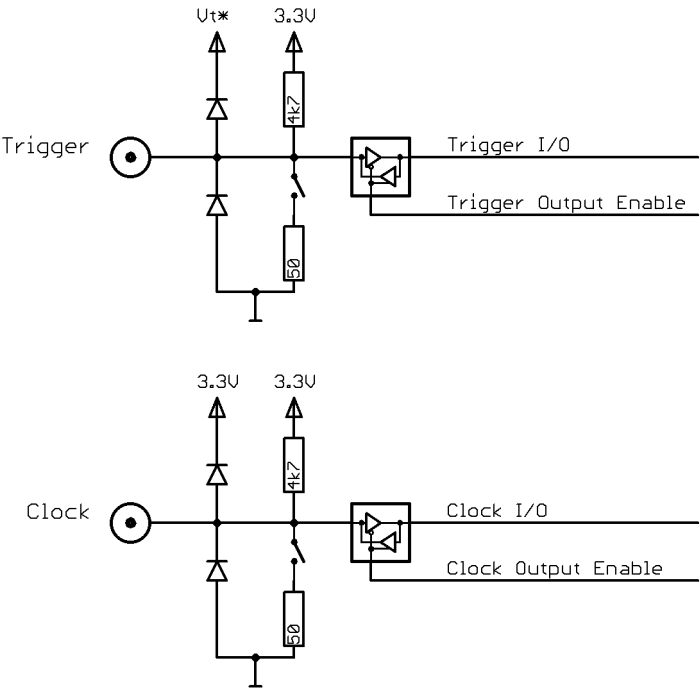 Vt*
3.3V
4k7
Trigger
Trigger I/O
Trigger Output Enable
50
3.3V
3.3V
4k7
Clock
Clock I/O
Clock Output Enable
50